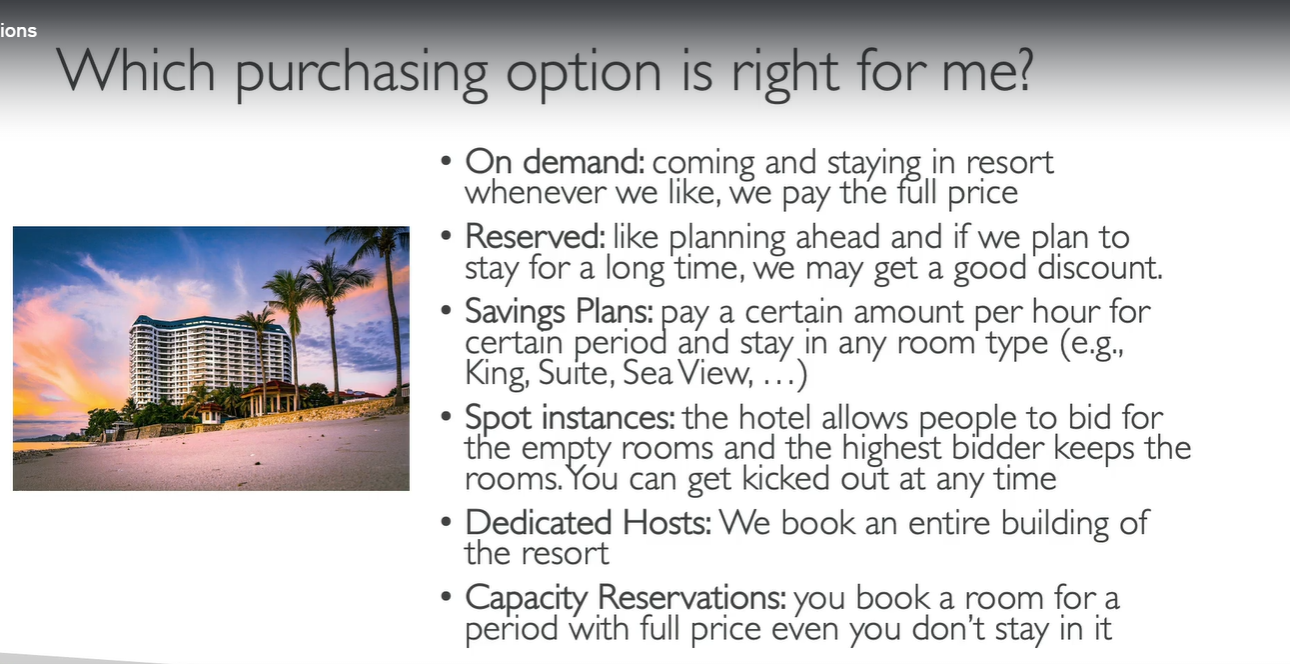 ions
Which purchasing option is right for me?
• On demand: coming and staying in resort
whenever we like, we pay the full price
• Reserved: like planning ahead and if we plan to
stay for a long time, we may get a good discount.
• Savings Plans: pay a certain amount per hour for
certain period and stay in any room type (e.g.,
King, Suite, Sea View, …)
• Spot instances: the hotel allows people to bid for
the empty rooms and the highest bidder keeps the
rooms. You can get kicked out at any time
• Dedicated Hosts: We book an entire building of
the resort
• Capacity Reservations: you book a room for a
period with full price even you don't stay in it